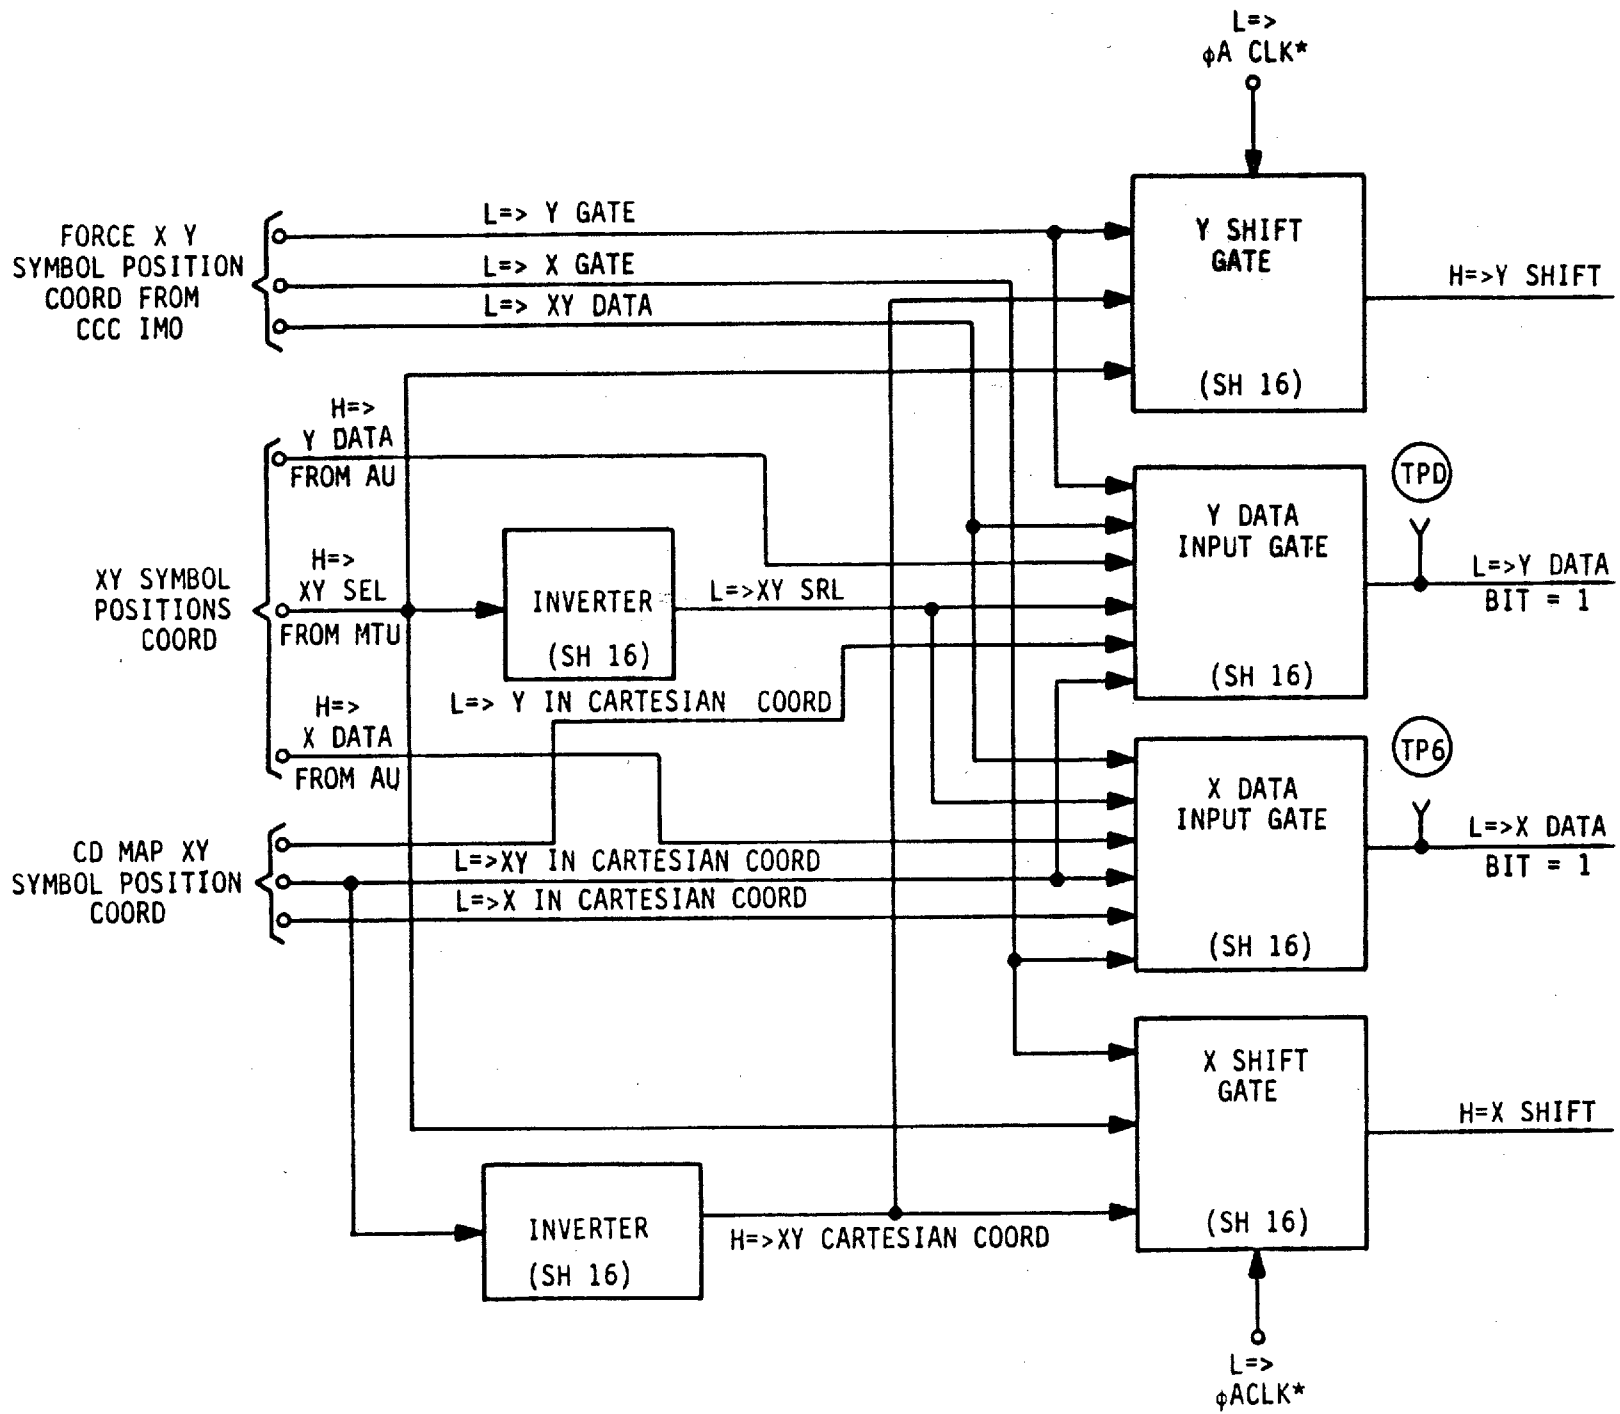 L=>
φA CLK*
FORCE X Y
SYMBOL POSITION
COORD FROM
CCC IMO
L=> Y GATE
L=> X GATE
L=> XY DATA
Y SHIFT
GATE
(SH 16)
H=>Y SHIFT
XY SYMBOL
POSITIONS
COORD
H=>
Y DATA
FROM AU
H=>
XY SEL
FROM MTU
H=>
X DATA
FROM AU
INVERTER
(SH 16)
L=>XY SRL
L=> Y IN CARTESIAN COORD
Y DATA
INPUT GATE
(SH 16)
TPD
L=>Y DATA
BIT = 1
X DATA
INPUT GATE
(SH 16)
TP6
L=>X DATA
BIT = 1
CD MAP XY
SYMBOL POSITION
COORD
L=>XY IN CARTESIAN COORD
L=>X IN CARTESIAN COORD
X SHIFT
GATE
(SH 16)
H=X SHIFT
INVERTER
(SH 16)
H=>XY CARTESIAN COORD
L=>
φACLK*